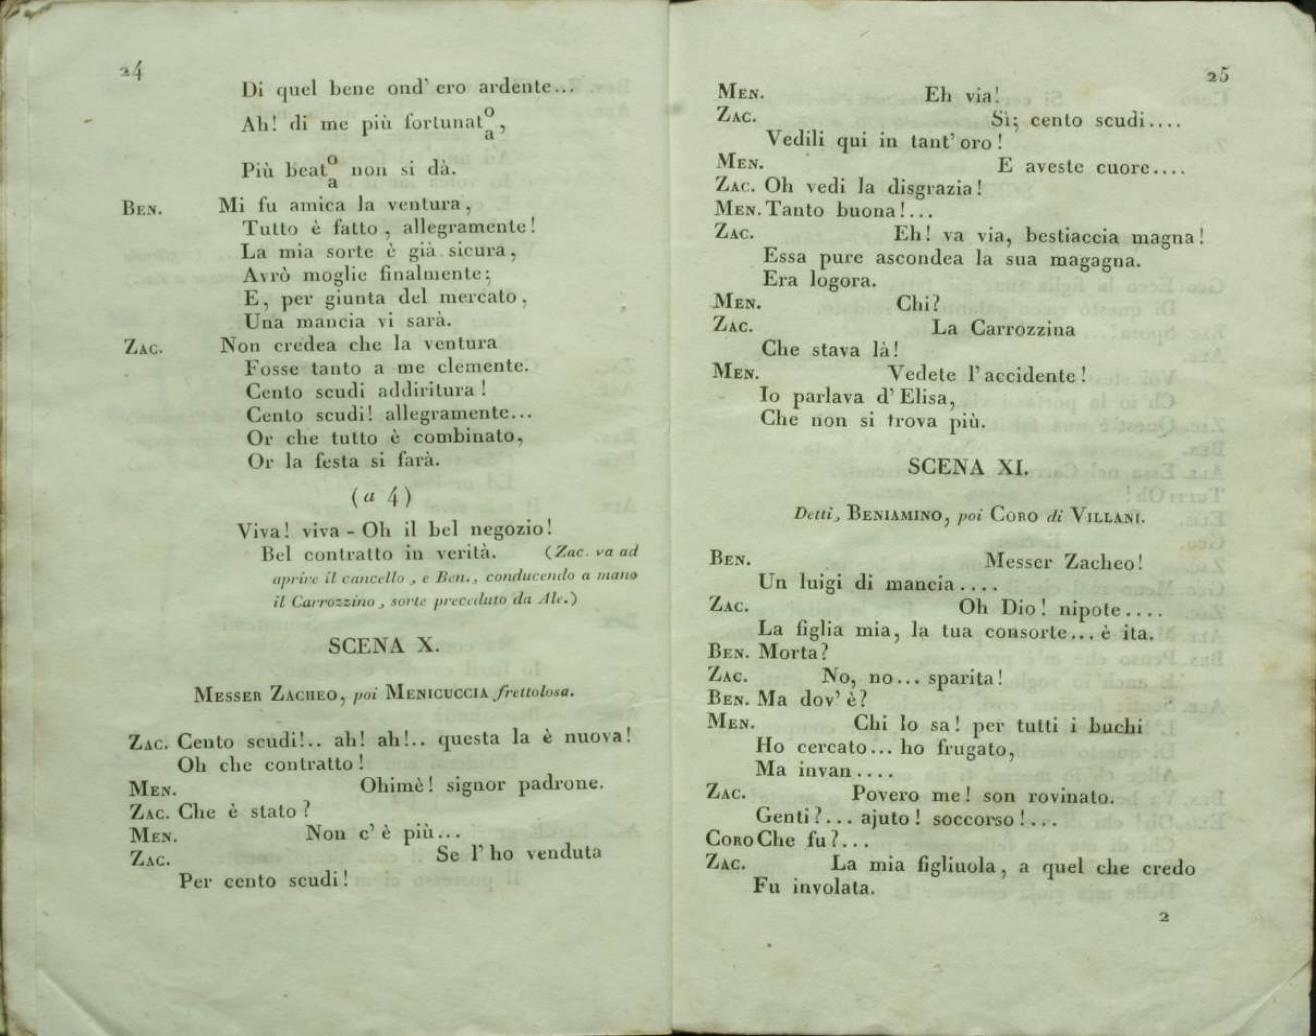 24
Di quel bene ond' ero ardente...
Ah! di me più fortunat o/a ,
Più beat o/a non si dà.
BEN. Mi fu amica la ventura,
Tutto è fatto, allegramente!
La mia sorte è già sicura,
Avrò moglie finalmente;
E, per giunta del mercato,
Una mancia vi sarà.
ZAC. Non credea che la ventura
Fosse tanto a me clemente.
Cento scudi addiritura!
Cento scudi! allegramente...
Or che tutto è combinato,
Or la festa si farà.
(a 4)
Viva! viva - Oh il bel negozio!
Bel contratto in verità. (Zac. va ad
aprire il cancello, e Ben., conducendo a mano
il Carrozzino, sorte preceduto da Ale.)
SCENA X.
MESSER ZACHEO, poi MENICUCCIA frettolosa.
ZAC. Cento scudi!.. ah! ah!.. questa la è nuova!
Oh che contratto!
MEN. Ohimè! signor padrone.
ZAC. Che è stato?
MEN. Non c' è più...
ZAC. Se l' ho venduta
Per cento scudi!
25
MEN. Eh via!
ZAC. Sì; cento scudi....
Vedili qui in tant' oro!
MEN. E aveste cuore....
ZAC. Oh vedi la disgrazia!
MEN. Tanto buona!...
ZAC. Eh! va via, bestiaccia magna!
Essa pure ascondea la sua magagna.
Era logora.
MEN. Chi?
ZAC. La Carrozzina
Che stava là!
MEN. Vedete l' accidente!
Io parlava d' Elisa,
Che non si trova più.
SCENA XI.
Detti, BENIAMINO, poi CORO di VILLANI.
BEN. Messer Zacheo!
Un luigi di mancia....
ZAC. Oh Dio! nipote....
La figlia mia, la tua consorte... è ita.
BEN. Morta?
ZAC. No, no... sparita!
BEN. Ma dov' è?
MEN. Chi lo sa! per tutti i buchi
Ho cercato... ho frugato,
Ma invan....
ZAC. Povero me! son rovinato.
Genti?... ajuto! soccorso!...
CORO Che fu?...
ZAC. La mia figliuola, a quel che credo
Fu involata.
2